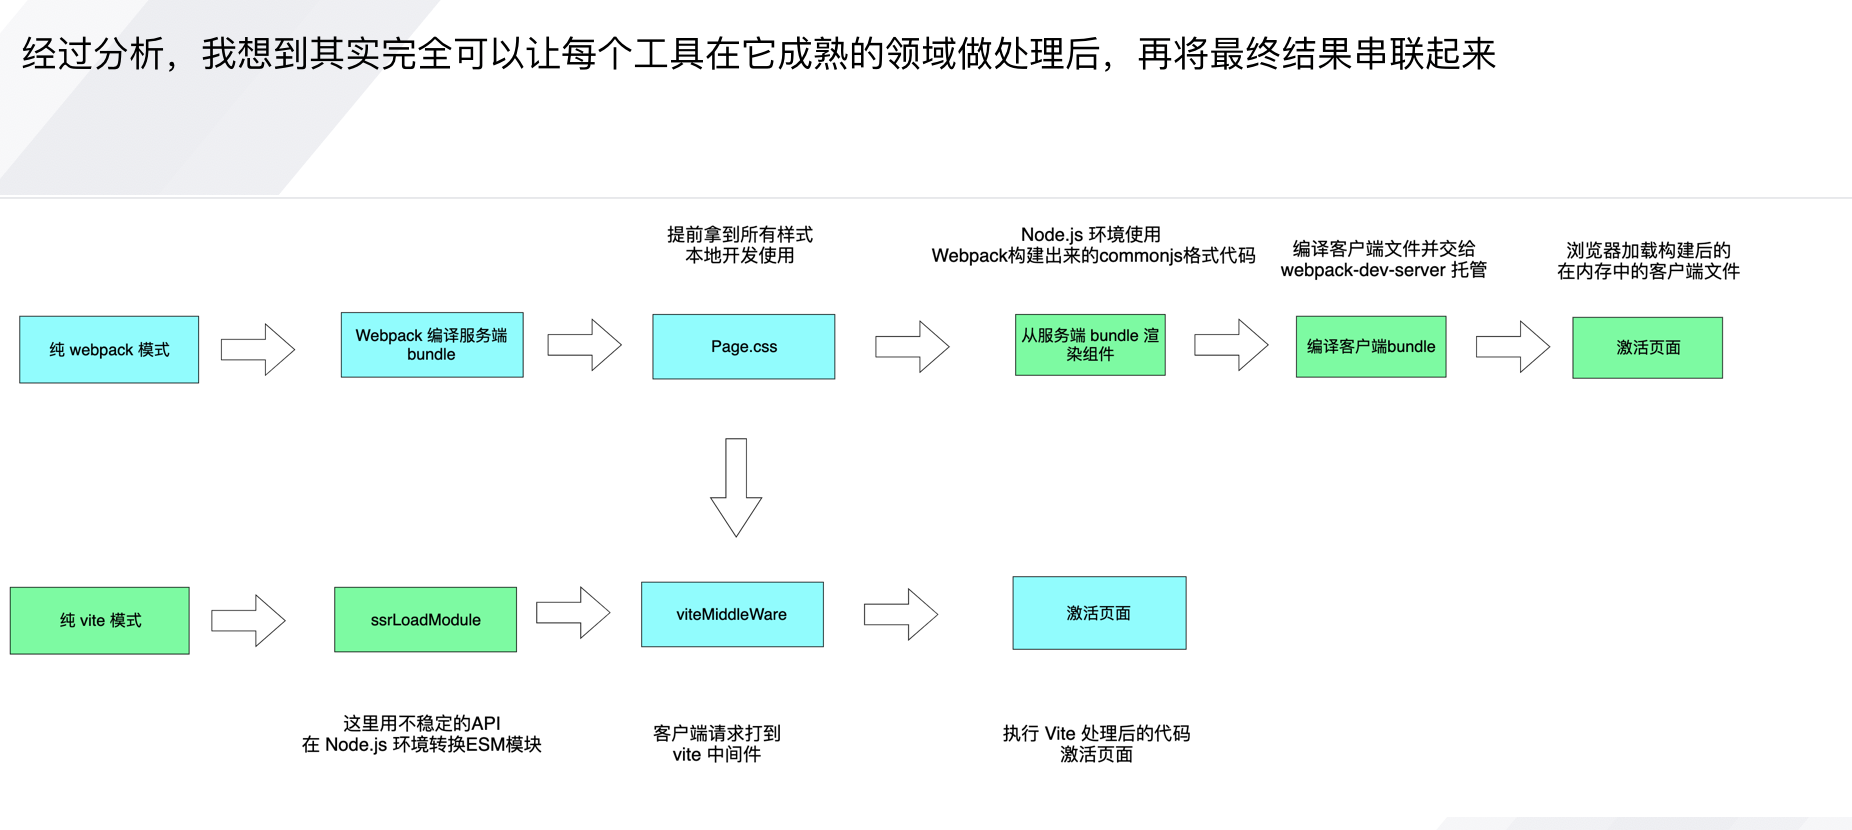 经过分析，我想到其实完全可以让每个工具在它成熟的领域做处理后，再将最终结果串联起来
提前拿到所有样式
本地开发使用
Node.js 环境使用
Webpack构建出来的commonjs格式代码
编译客户端文件并交给
webpack-dev-server 托管
浏览器加载构建后的
在内存中的客户端文件
纯 webpack 模式
Webpack 编译服务端
bundle
Page.css
从服务端 bundle 渲
染组件
编译客户端bundle
激活页面
纯 vite 模式
ssrLoadModule
viteMiddleWare
激活页面
这里用不稳定的API
在 Node.js 环境转换ESM模块
客户端请求打到
vite 中间件
执行 Vite 处理后的代码
激活页面